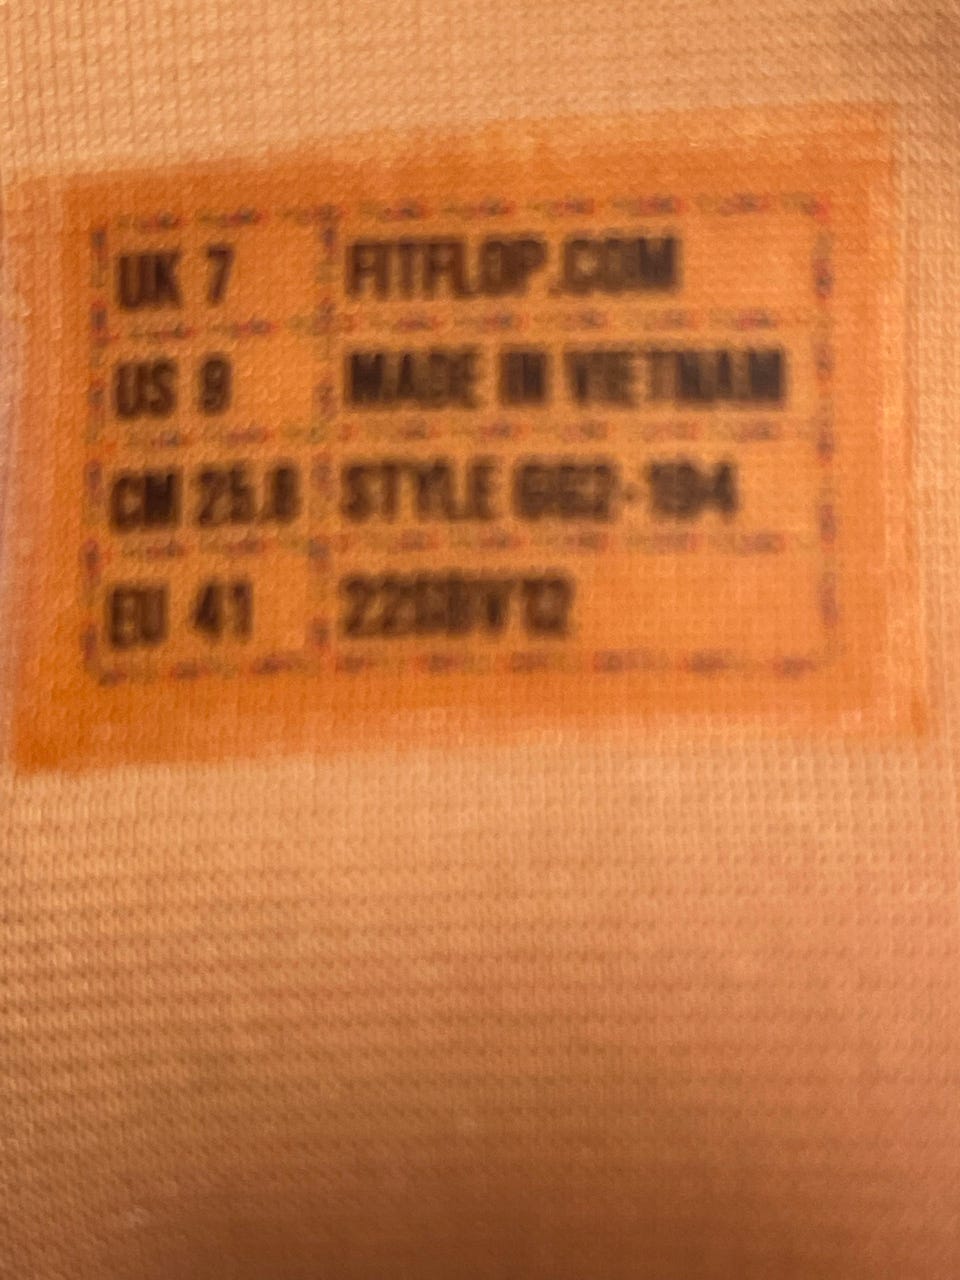 UK 7 FITFLOP.COM
US 9 MADE IN VIETNAM
CM STYLE
EU 41